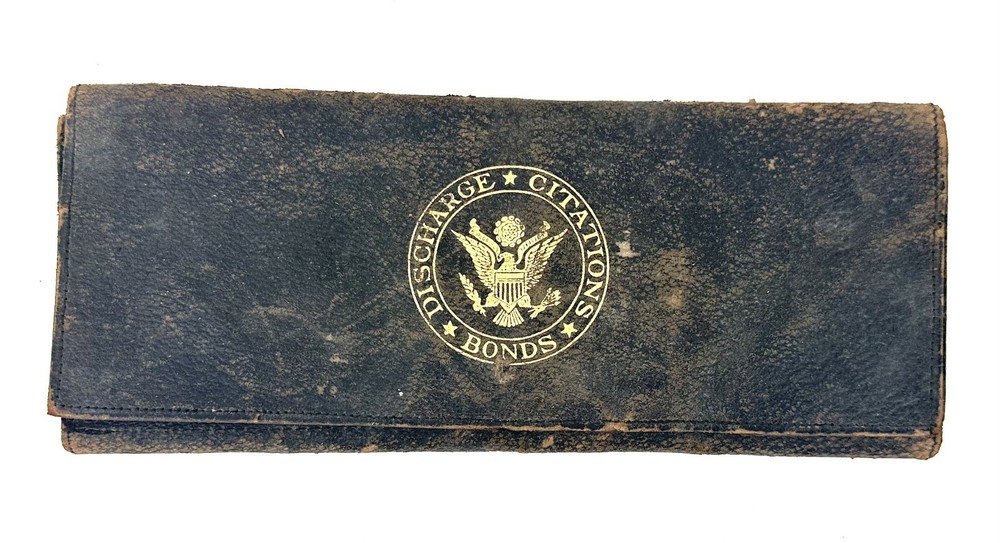 DISCHARGE ★ CITATIONS ★ BONDS ★